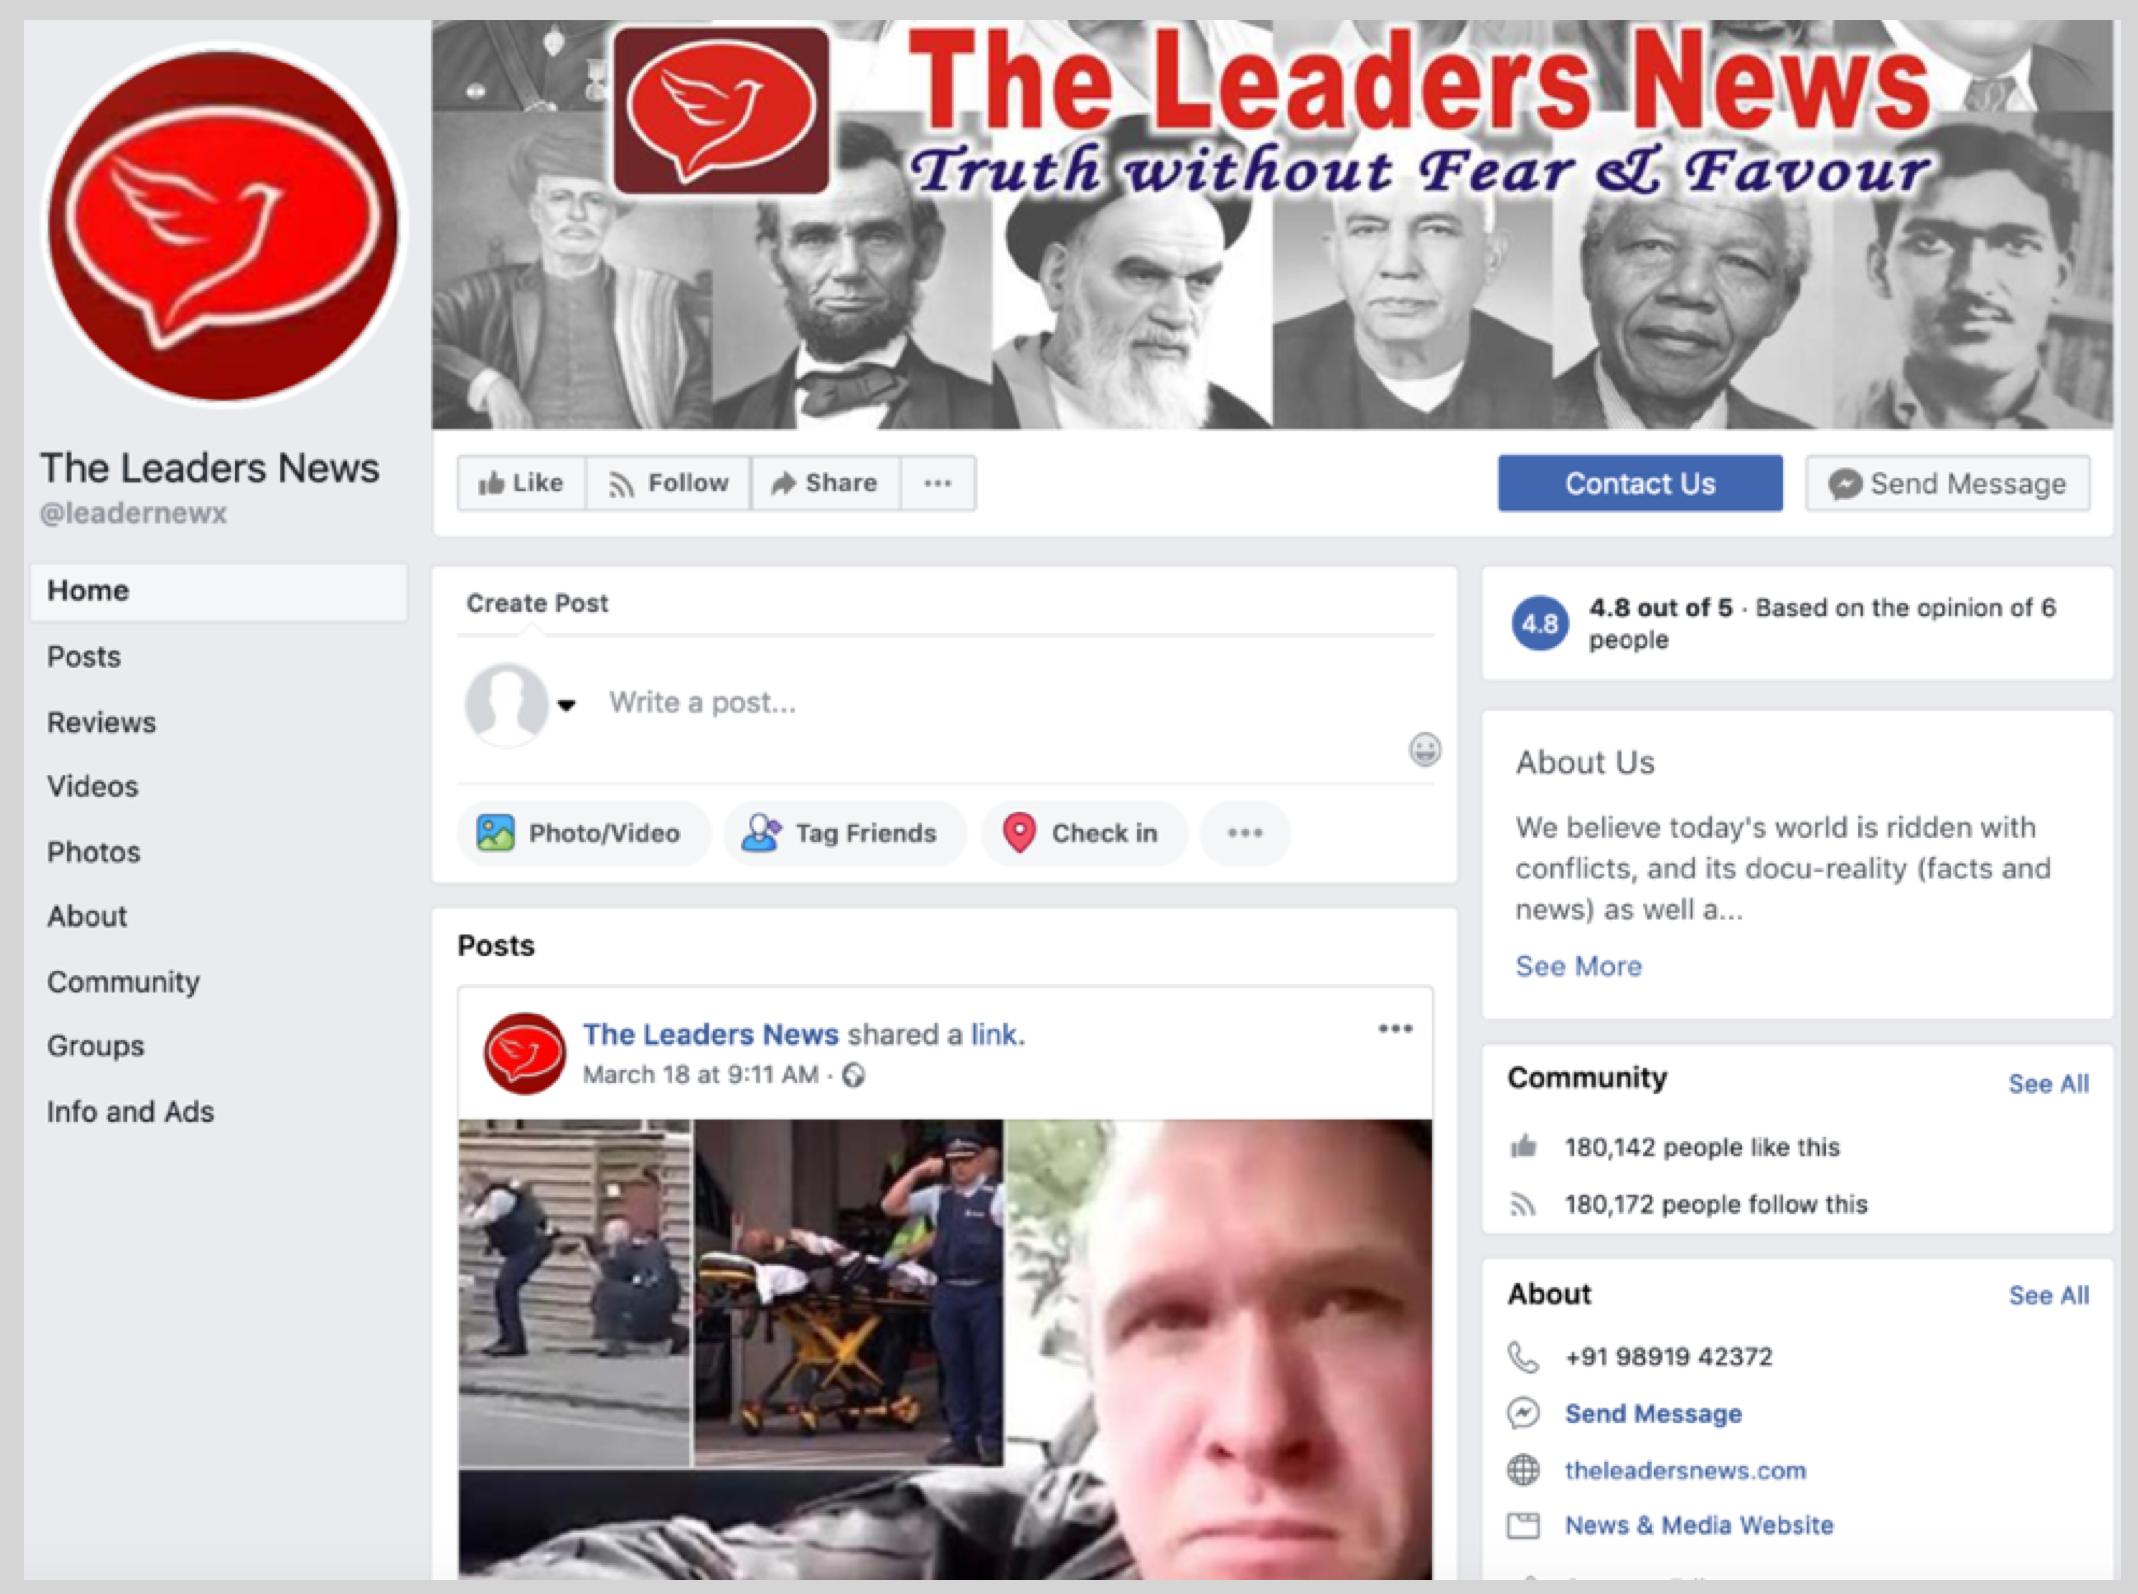 The Leaders News
Truth without Fear & Favour
The Leaders News
@leadernewx
Like
Follow
Share
Contact Us
Send Message
Home
Posts
Reviews
Videos
Photos
About
Community
Groups
Info and Ads
Create Post
Write a post...
Photo/Video
Tag Friends
Check in
Posts
The Leaders News shared a link.
March 18 at 9:11 AM ·
4.8
4.8 out of 5 · Based on the opinion of 6
people
About Us
We believe today's world is ridden with
conflicts, and its docu-reality (facts and
news) as well a...
See More
Community
See All
180,142 people like this
180,172 people follow this
About
See All
+91 98919 42372
Send Message
theleadersnews.com
News & Media Website